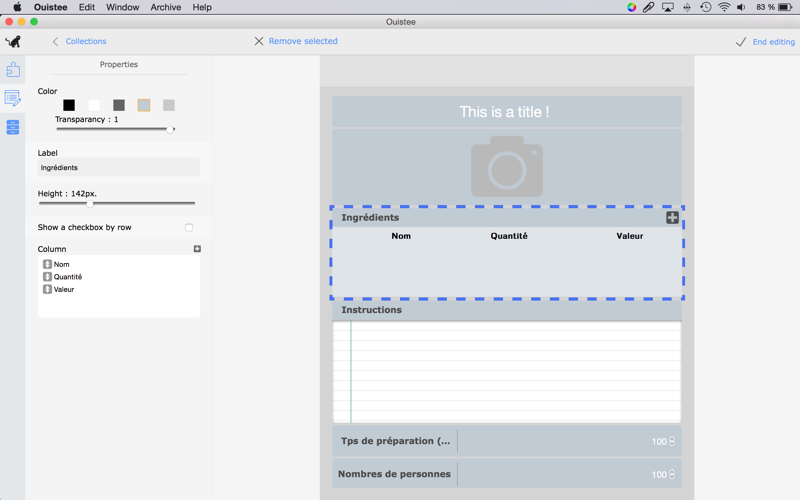 Ouistee Edit Window Archive Help 83 %
Ouistee
Collections Remove selected End editing
Properties
Color
Transparancy : 1
Label
Ingrédients
Height : 142px.
Show a checkbox by row
Column
Nom
Quantité
Valeur
This is a title !
Ingrédients
Nom Quantité Valeur
Instructions
Tps de préparation (... 100
Nombres de personnes 100